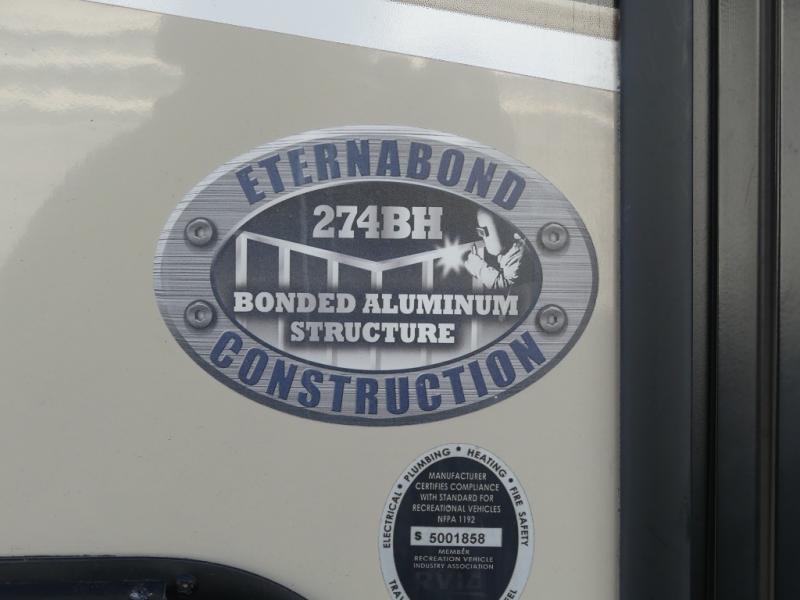 ETERNABOND
274BH
BONDED ALUMINUM
STRUCTURE
CONSTRUCTION
ELECTRICAL • PLUMBING • HEATING • FIRE SAFETY
MANUFACTURER
CERTIFIES COMPLIANCE
WITH STANDARD FOR
RECREATIONAL VEHICLES
NFPA 1192
S 5001858
MEMBER
RECREATION VEHICLE
INDUSTRY ASSOCIATION
RVIA